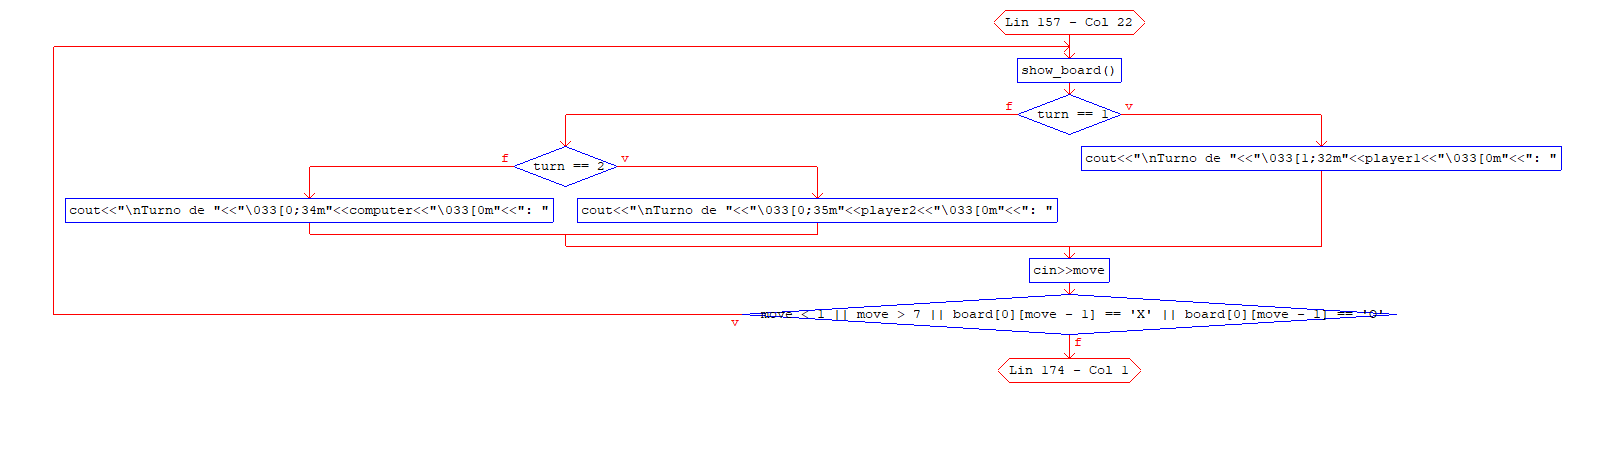 Lin 157 - Col 22
show_board()
f
v
turn == 1
f
v
turn == 2
cout<<"\nTurno de "<<"\033[1;32m"<<player1<<"\033[0m"<<": "
cout<<"\nTurno de "<<"\033[0;34m"<<computer<<"\033[0m"<<": "
cout<<"\nTurno de "<<"\033[0;35m"<<player2<<"\033[0m"<<": "
cin>>move
move < 1 || move > 7 || board[0][move - 1] == 'X' || board[0][move - 1] == 'O'
v
f
Lin 174 - Col 1